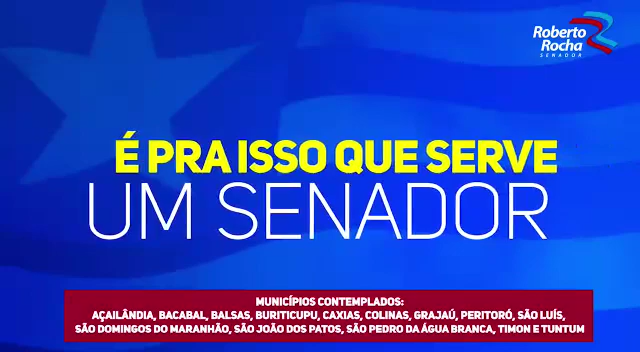 Roberto
Rocha
SENADOR
É PRA ISSO QUE SERVE
UM SENADOR
MUNICÍPIOS CONTEMPLADOS:
AÇAILÂNDIA, BACABAL, BALSAS, BURITICUPU, CAXIAS, COLINAS, GRAJAÚ, PERITORÓ, SÃO LUÍS,
SÃO DOMINGOS DO MARANHÃO, SÃO JOÃO DOS PATOS, SÃO PEDRO DA ÁGUA BRANCA, TIMON E TUNTUM